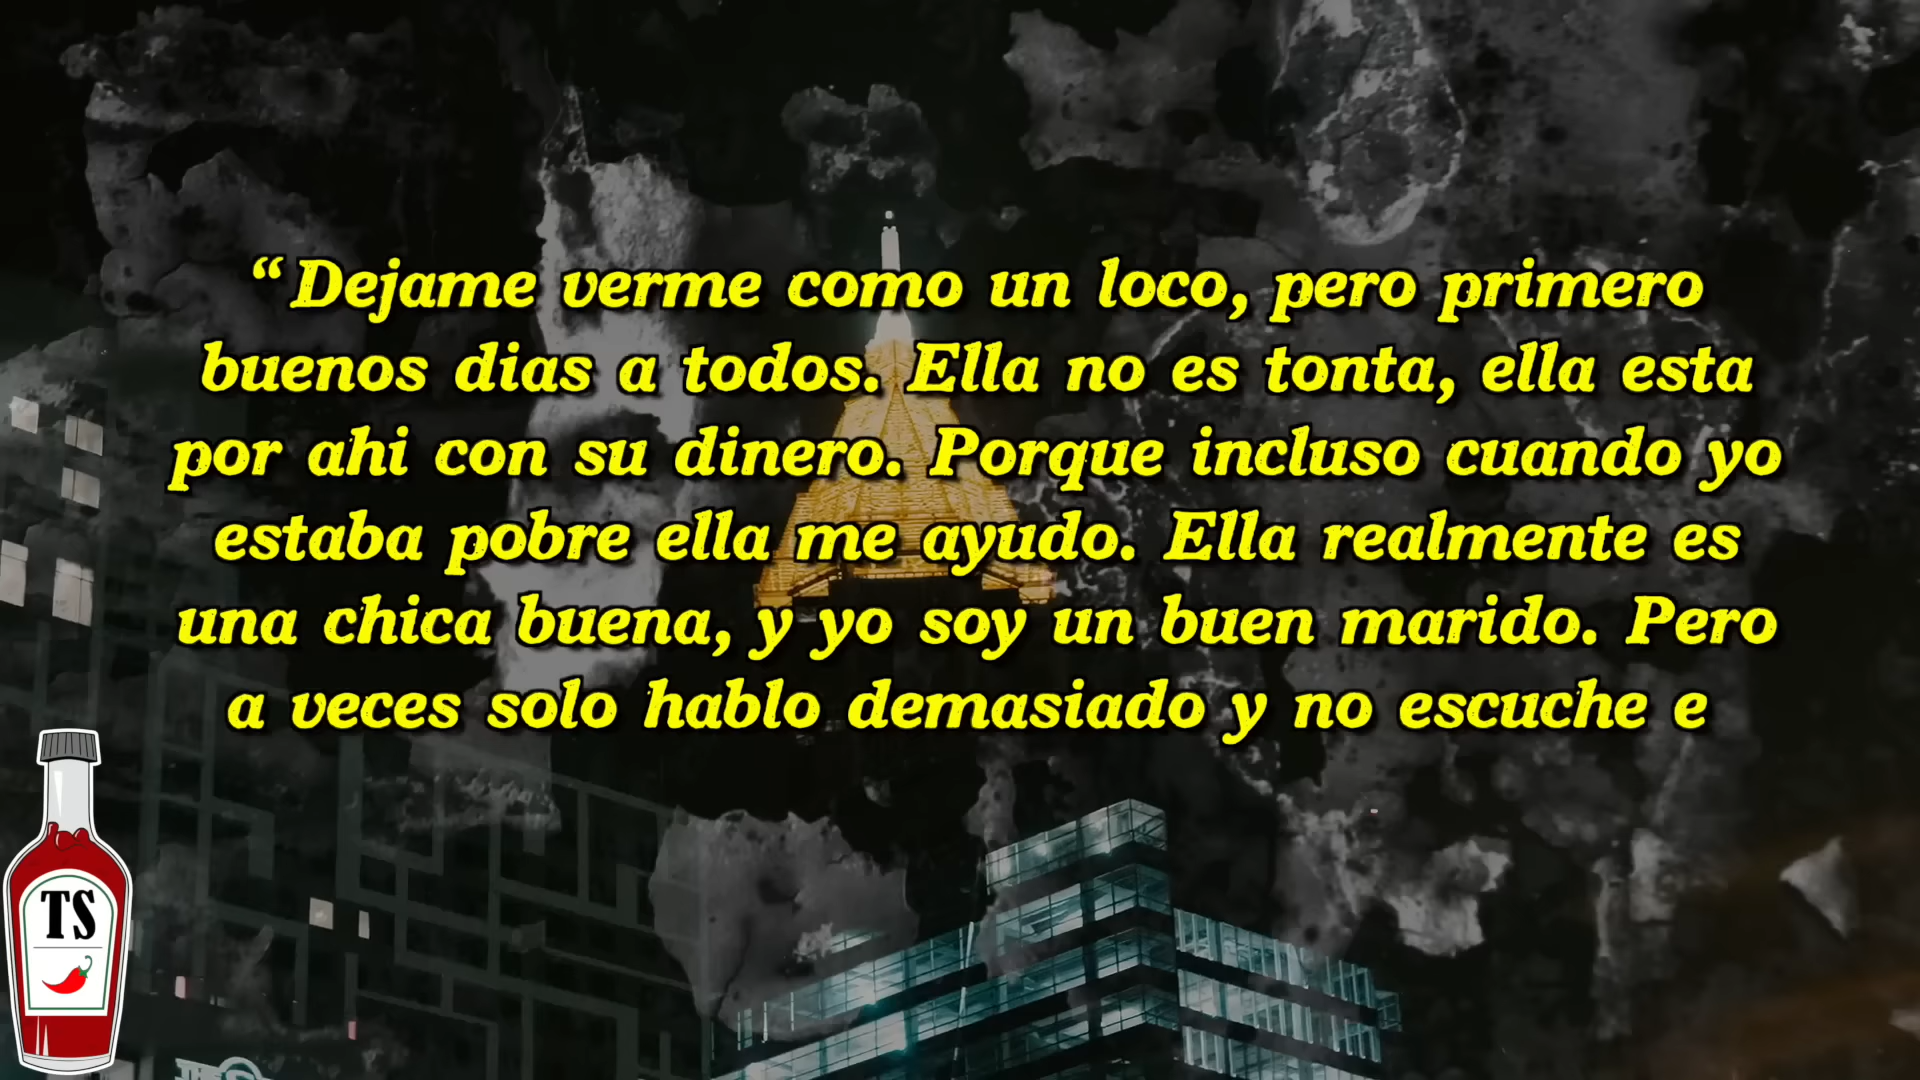 “Dejame verme como un loco, pero primero
buenos dias a todos. Ella no es tonta, ella esta
por ahi con su dinero. Porque incluso cuando yo
estaba pobre ella me ayudo. Ella realmente es
una chica buena, y yo soy un buen marido. Pero
a veces solo hablo demasiado y no escuche e
TS